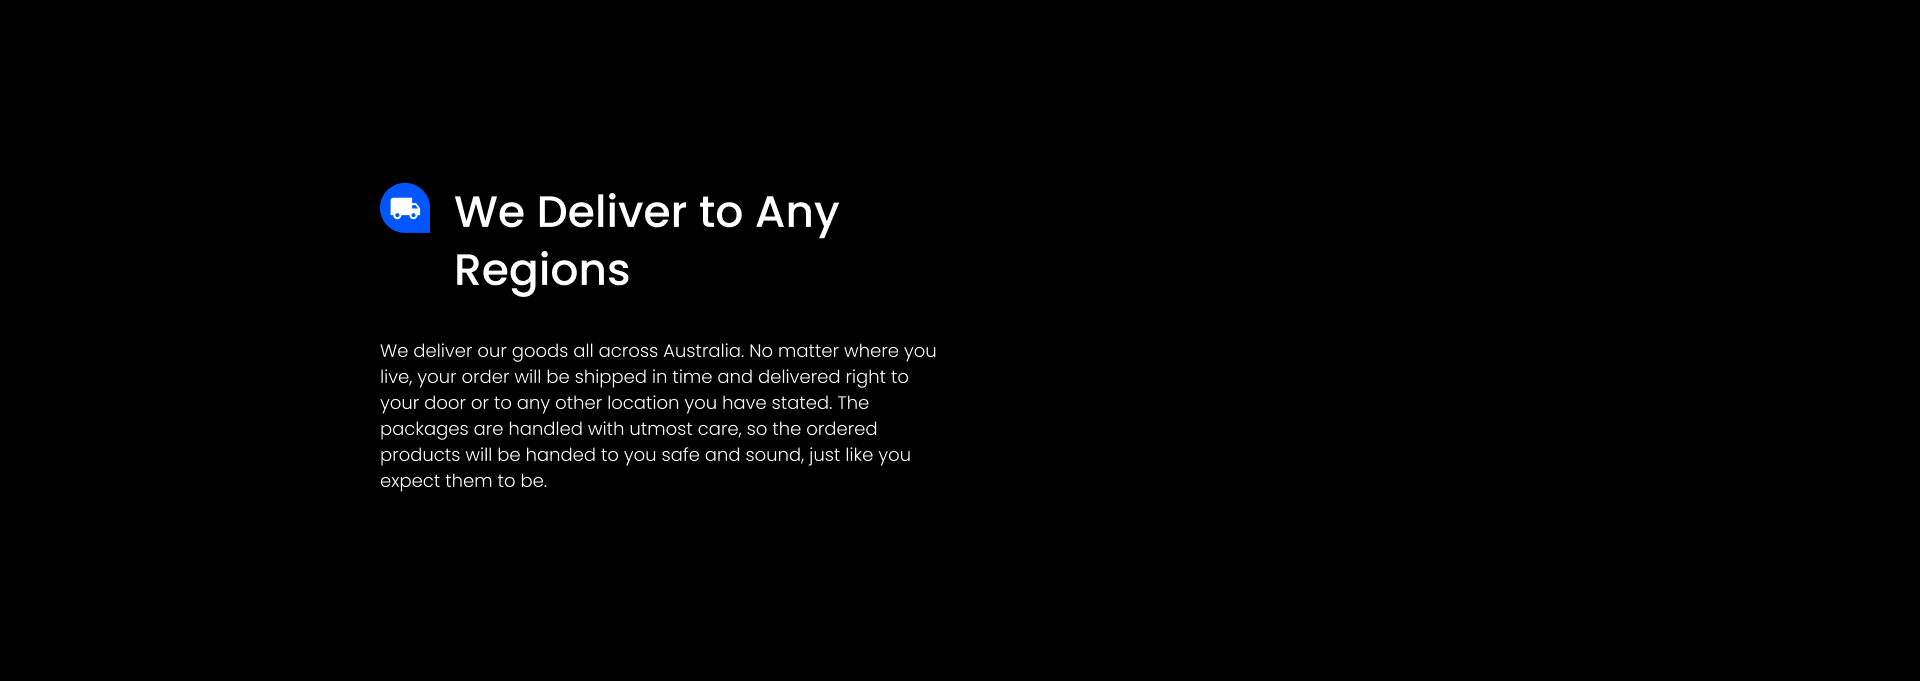 We Deliver to Any
Regions
We deliver our goods all across Australia. No matter where you
live, your order will be shipped in time and delivered right to
your door or to any other location you have stated. The
packages are handled with utmost care, so the ordered
products will be handed to you safe and sound, just like you
expect them to be.